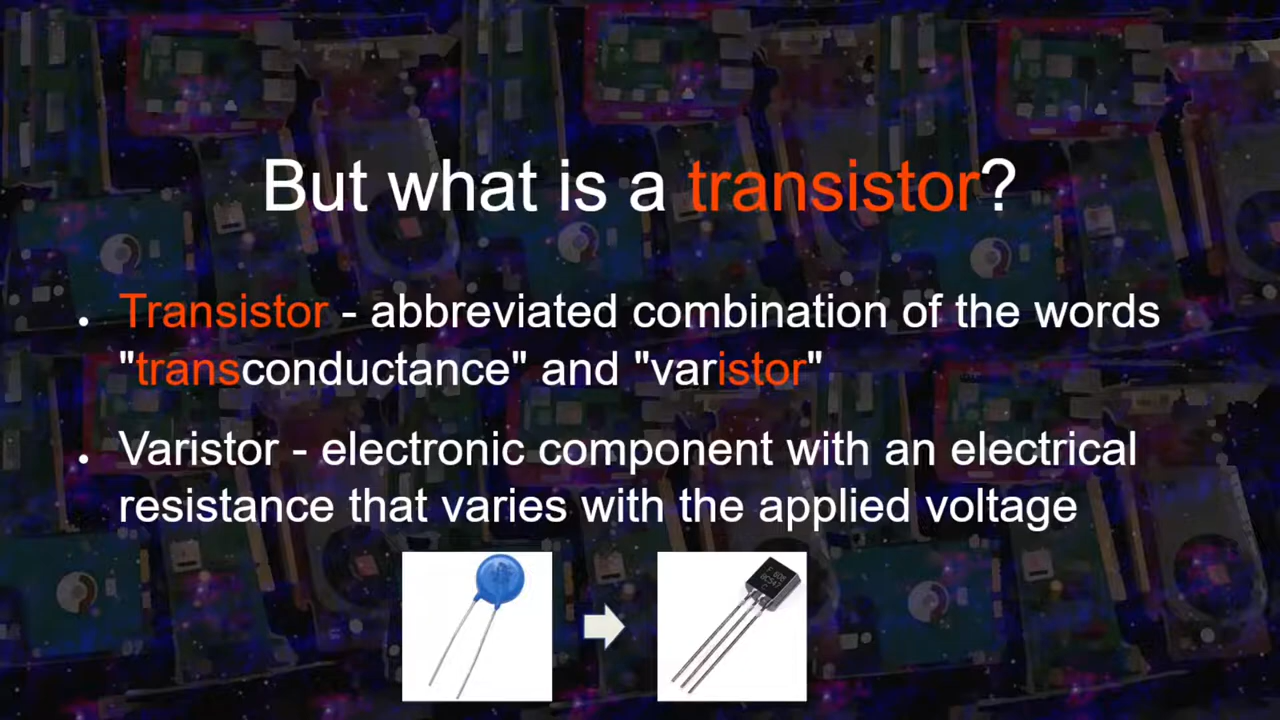 But what is a transistor?
• Transistor - abbreviated combination of the words
"transconductance" and "varistor"
• Varistor - electronic component with an electrical
resistance that varies with the applied voltage
BC547